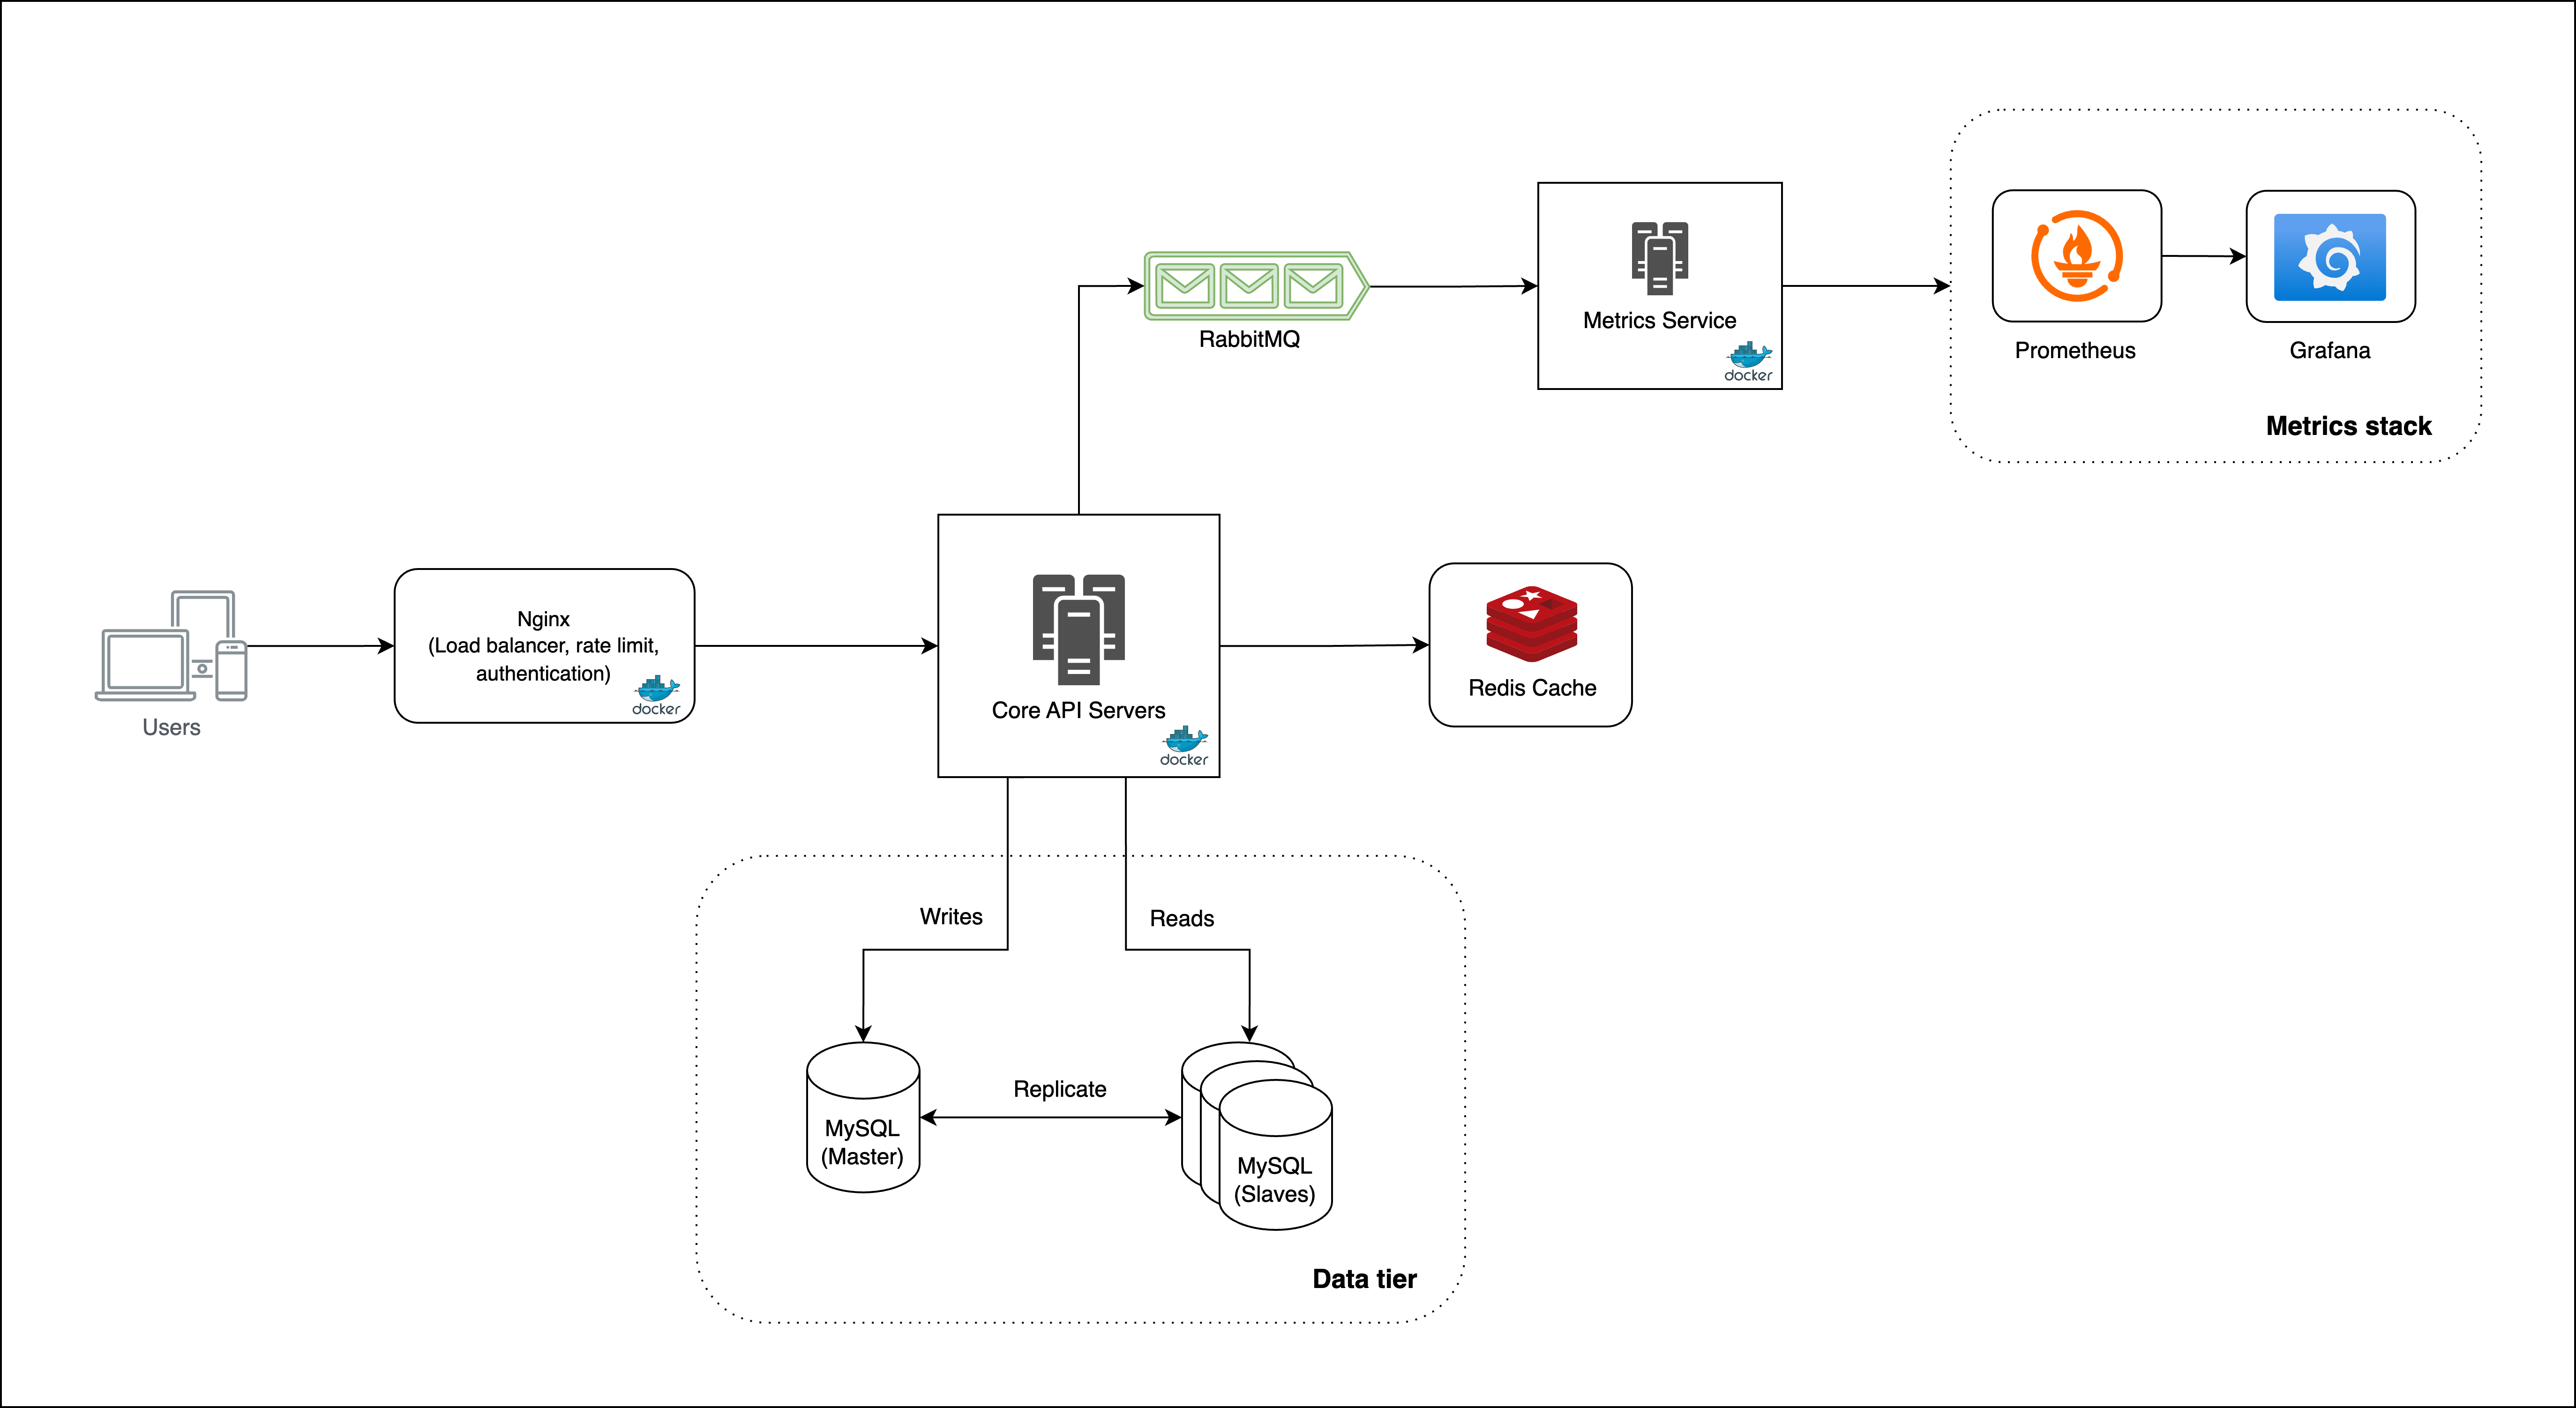 RabbitMQ
Metrics Service
docker
Prometheus
Grafana
Metrics stack
Users
Nginx
(Load balancer, rate limit,
authentication)
docker
Core API Servers
docker
Redis Cache
Writes
Reads
Replicate
MySQL
(Master)
MySQL
(Slaves)
Data tier